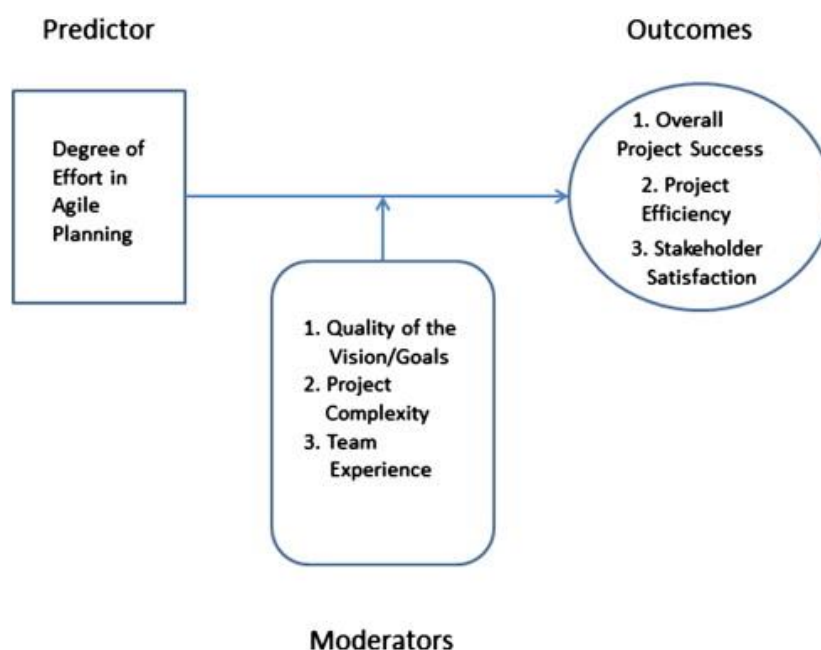 Predictor
Outcomes
Degree of
Effort in
Agile
Planning
1. Overall
Project Success
2. Project
Efficiency
3. Stakeholder
Satisfaction
1. Quality of the
Vision/Goals
2. Project
Complexity
3. Team
Experience
Moderators